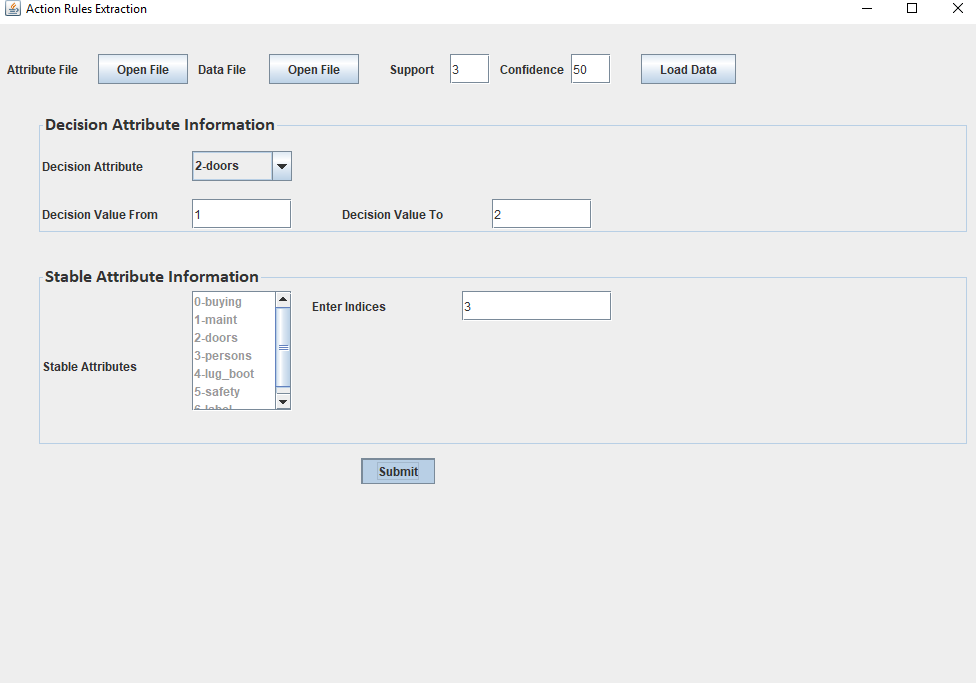 Action Rules Extraction
Attribute File Open File Data File Open File Support 3 Confidence 50 Load Data
Decision Attribute Information
Decision Attribute 2-doors
Decision Value From 1 Decision Value To 2
Stable Attribute Information
Stable Attributes
0-buying
1-maint
2-doors
3-persons
4-lug_boot
5-safety
6-label
Enter Indices 3
Submit